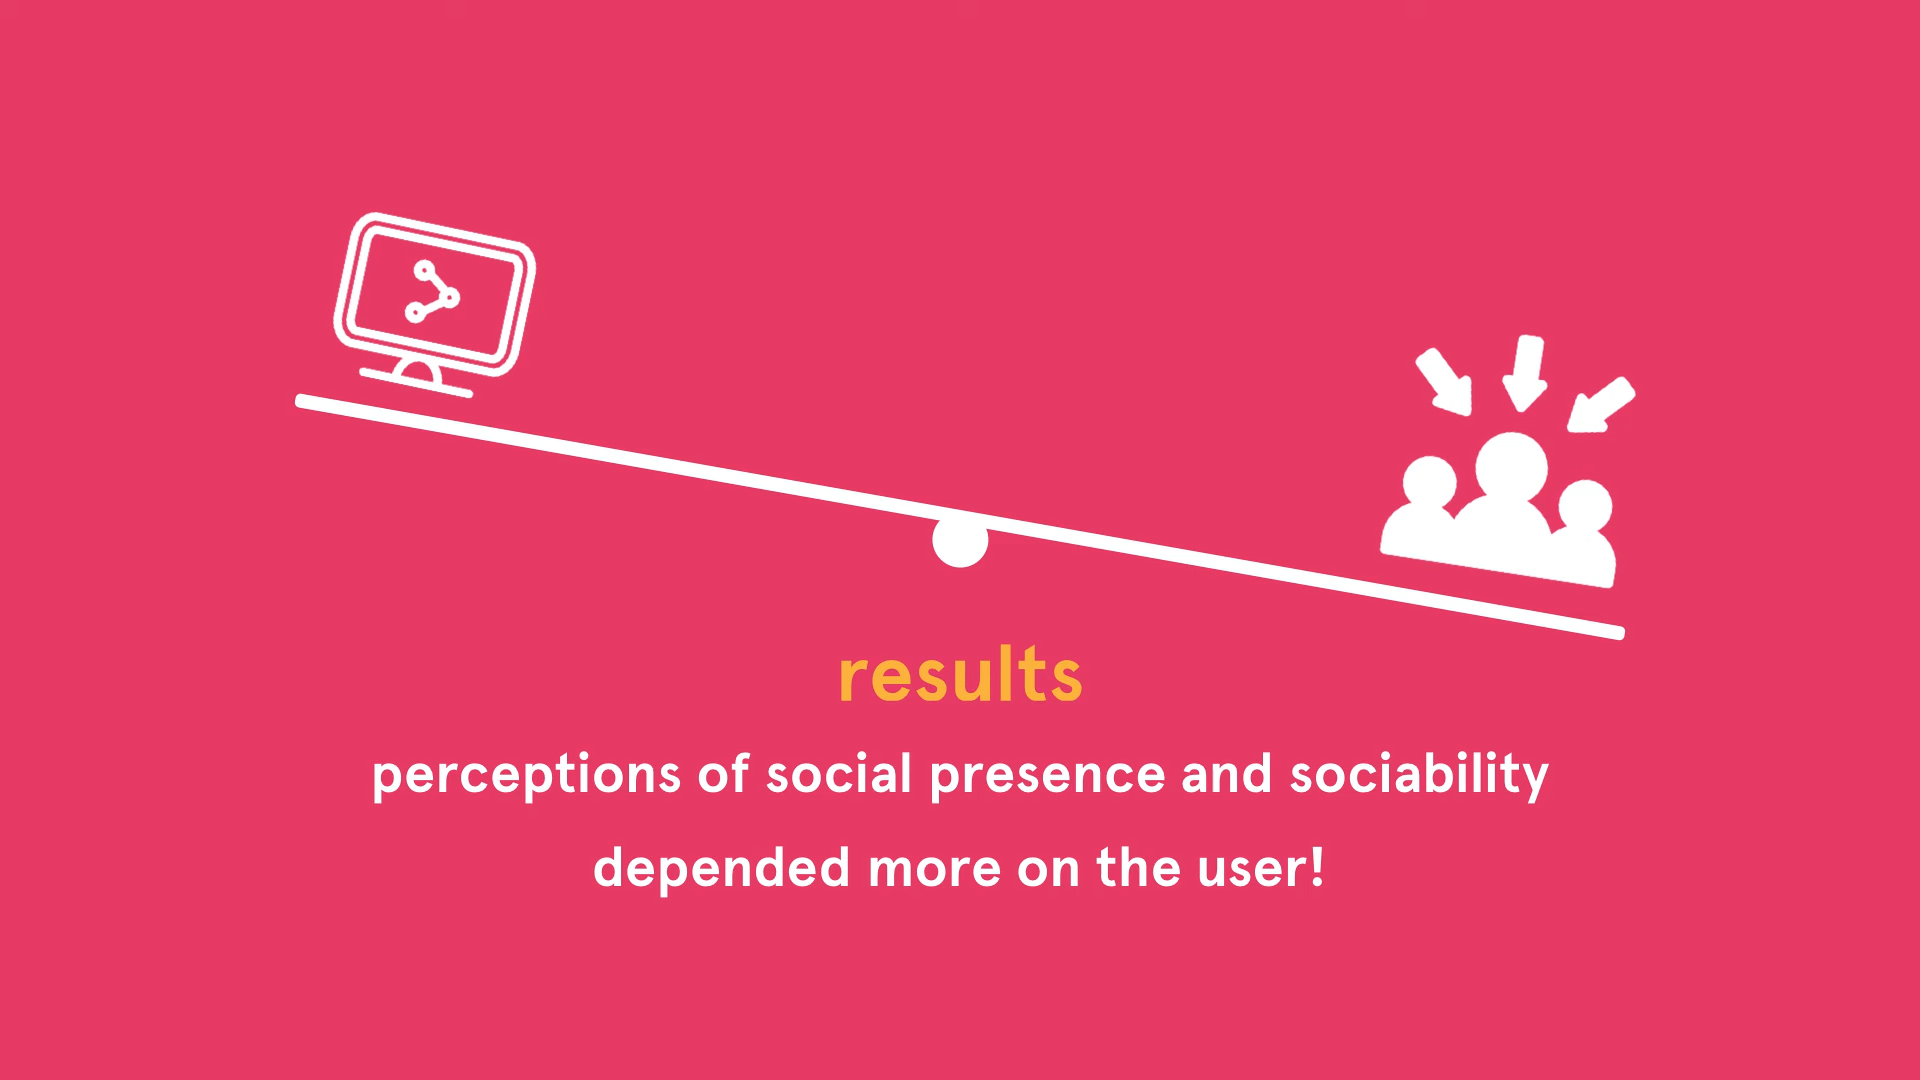 results
perceptions of social presence and sociability
depended more on the user!